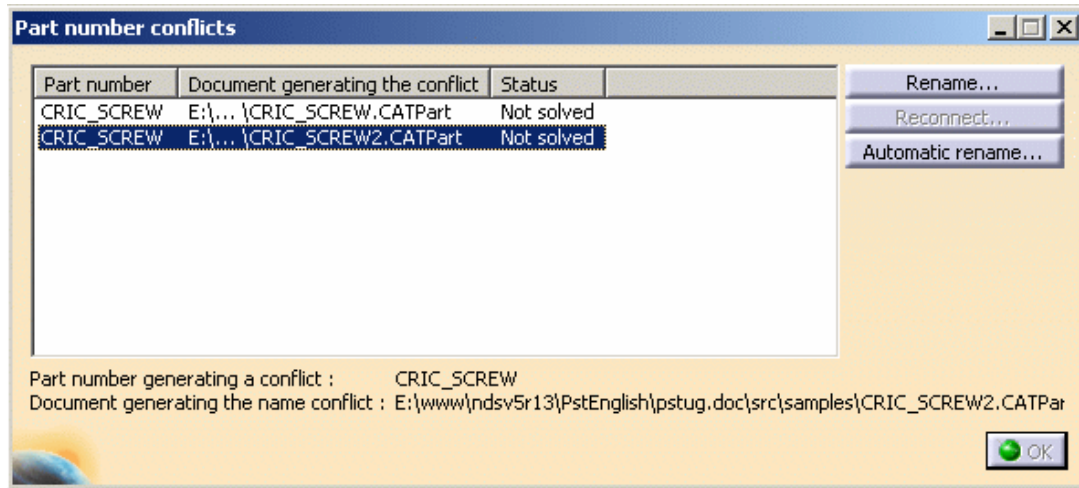 Part number conflicts
Part number Document generating the conflict Status
Rename...
CRIC_SCREW E:\... \CRIC_SCREW.CATPart Not solved
Reconnect...
CRIC_SCREW E:\... \CRIC_SCREW2.CATPart Not solved
Automatic rename...
Part number generating a conflict : CRIC_SCREW
Document generating the name conflict : E:\www\ndsv5r13\PstEnglish\pstug.doc\src\samples\CRIC_SCREW2.CATPar
OK